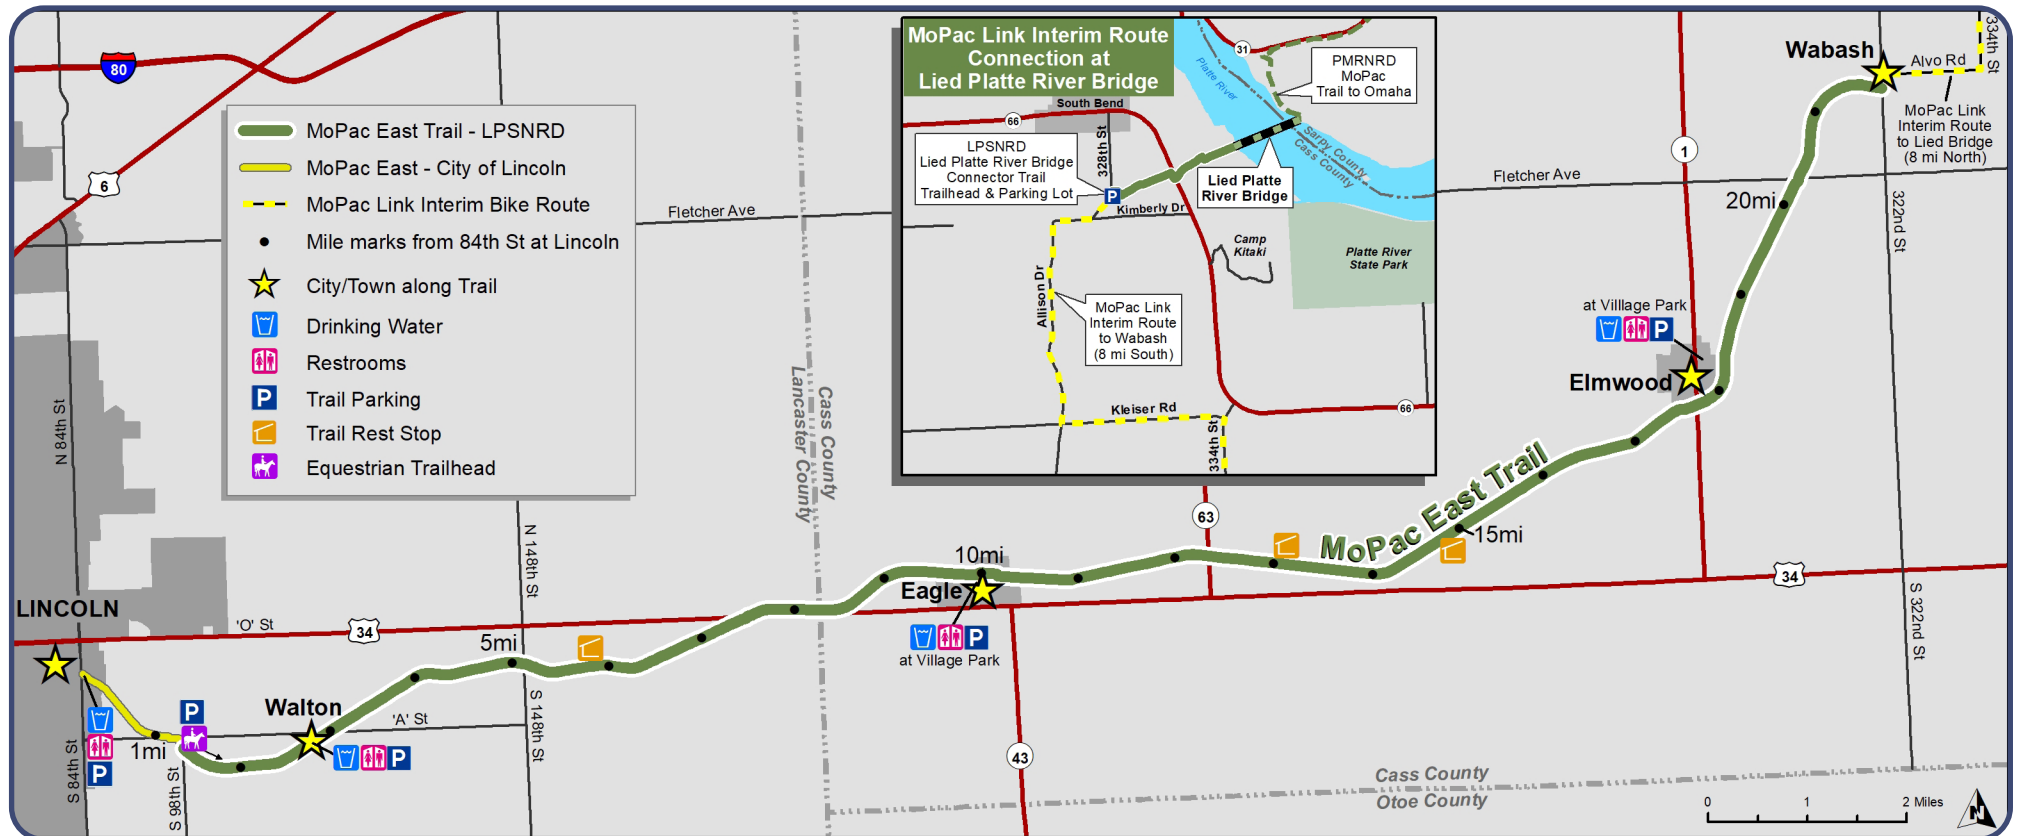 80
6
MoPac East Trail - LPSNRD
MoPac East - City of Lincoln
MoPac Link Interim Bike Route
Mile marks from 84th St at Lincoln
City/Town along Trail
Drinking Water
Restrooms
P
Trail Parking
Trail Rest Stop
Equestrian Trailhead
Fletcher Ave
N 84th St
Cass County
Lancaster County
MoPac Link Interim Route
Connection at
Lied Platte River Bridge
31
Platte River
PMRNRD
MoPac
Trail to Omaha
South Bend
66
328th St
LPSNRD
Lied Platte River Bridge
Connector Trail
Trailhead & Parking Lot
P
Sarpy County
Cass County
Lied Platte
River Bridge
Kimberly Dr
Camp
Kitaki
Platte River
State Park
Allison Dr
MoPac Link
Interim Route
to Wabash
(8 mi South)
Kleiser Rd
334th St
66
Wabash
Alvo Rd
334th St
MoPac Link
Interim Route
to Lied Bridge
(8 mi North)
1
Fletcher Ave
20mi
322nd St
at Villlage Park
P
Elmwood
MoPac East Trail
15mi
63
34
10mi
Eagle
P
at Village Park
43
S 322nd St
N 148th St
LINCOLN
'O' St
34
5mi
S 148th St
Walton
'A' St
P
P
1mi
P
S 84th St
S 98th St
Cass County
Otoe County
0 1 2 Miles
N